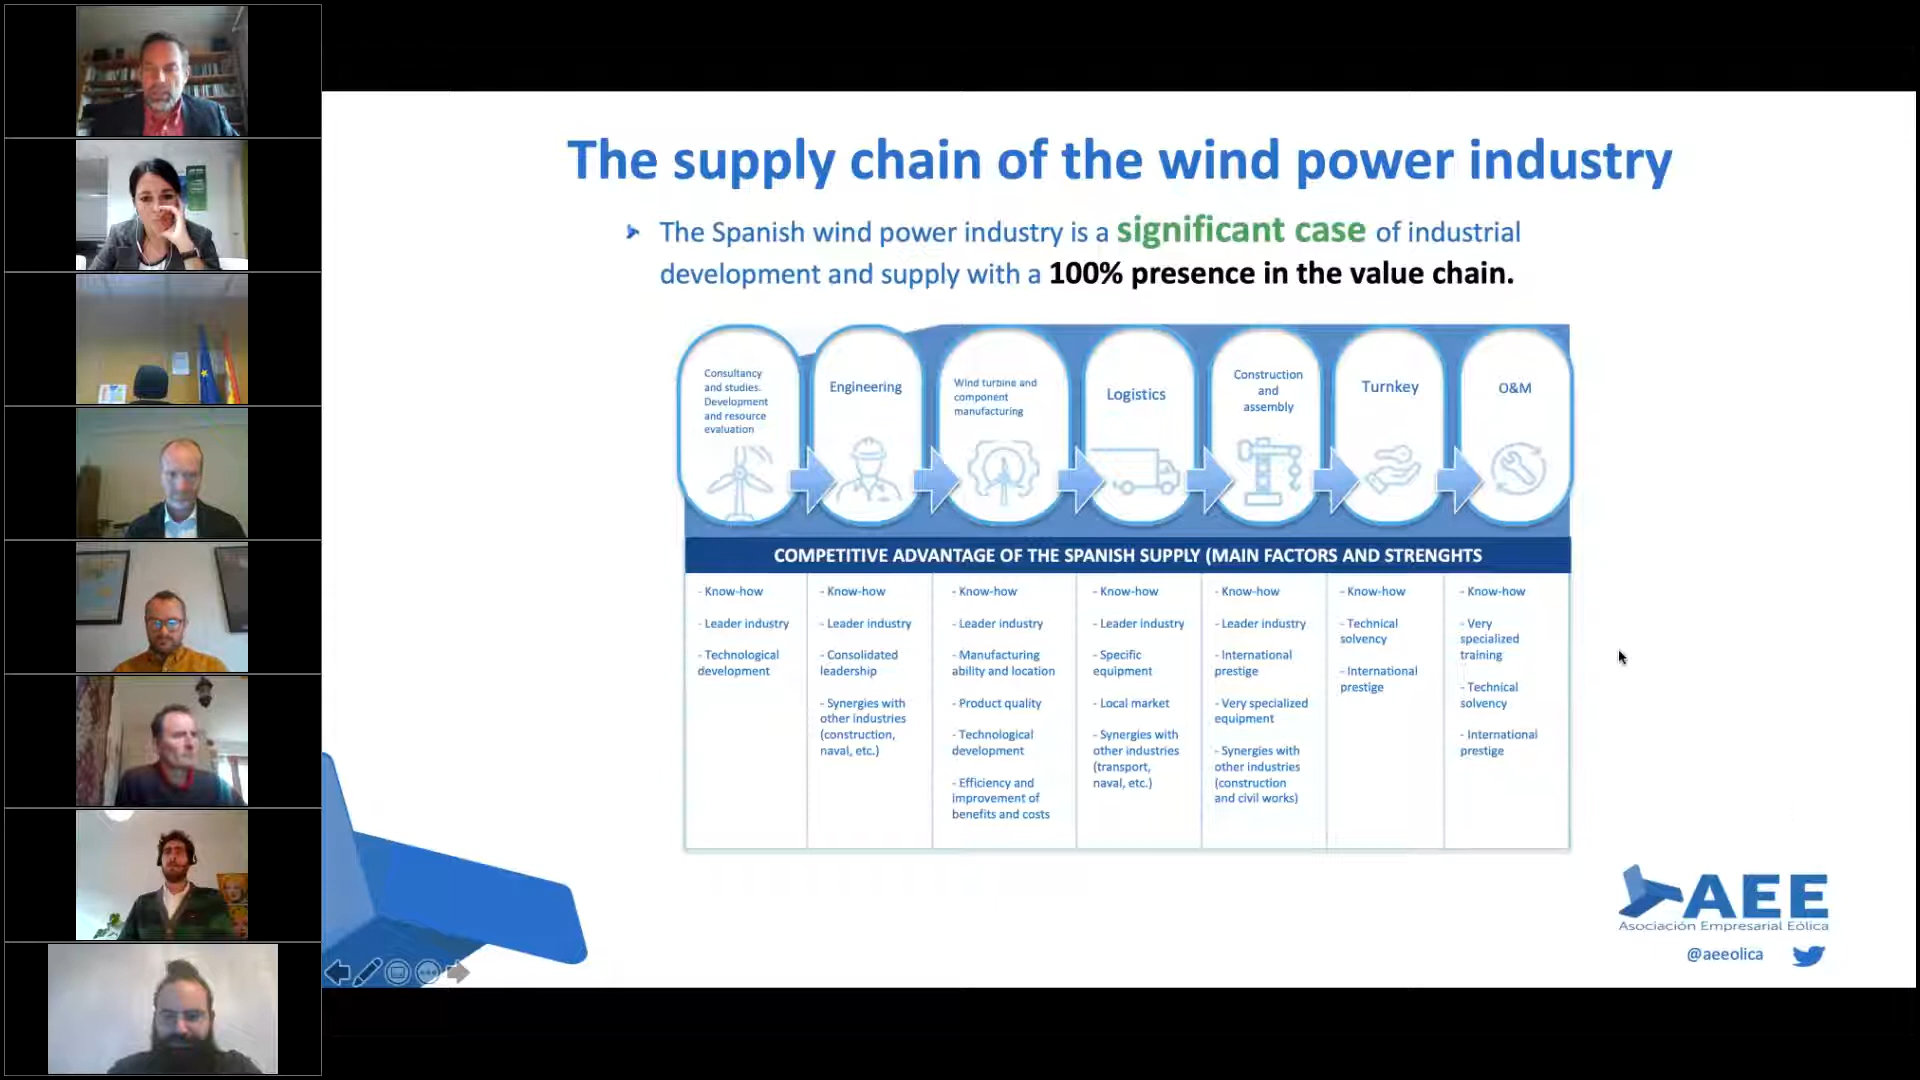 The supply chain of the wind power industry
The Spanish wind power industry is a significant case of industrial
development and supply with a 100% presence in the value chain.
Consultancy
and studies.
Development
and resource
evaluation
Engineering
Wind turbine and
component
manufacturing
Logistics
Construction
and
assembly
Turnkey
O&M
COMPETITIVE ADVANTAGE OF THE SPANISH SUPPLY (MAIN FACTORS AND STRENGHTS
- Know-how
- Leader industry
- Technological
development
- Know-how
- Leader industry
- Consolidated
leadership
- Synergies with
other industries
(construction,
naval, etc.)
- Know-how
- Leader industry
- Manufacturing
ability and location
- Product quality
- Technological
development
- Efficiency and
improvement of
benefits and costs
- Know-how
- Leader industry
- Specific
equipment
- Local market
- Synergies with
other industries
(transport,
naval, etc.)
- Know-how
- Leader industry
- International
prestige
- Very specialized
equipment
- Synergies with
other industries
(construction
and civil works)
- Know-how
- Technical
solvency
- International
prestige
- Know-how
- Very
specialized
training
- Technical
solvency
- International
prestige
AEE
Asociación Empresarial Eólica
@aeeolica